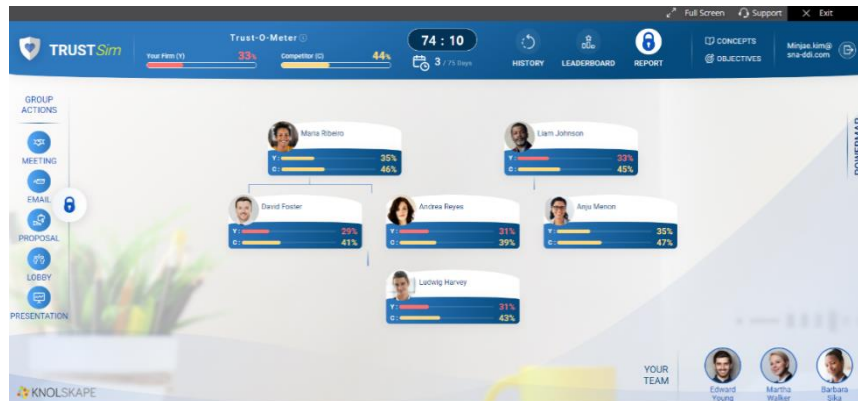 Full Screen Support Exit
TRUST Sim
Trust-O-Meter
Your Firm (Y) 33%
Competitor (C) 44%
74 : 10
3 / 75 Days
HISTORY
LEADERBOARD
REPORT
CONCEPTS
OBJECTIVES
Minjae.kim@
sna-ddi.com
GROUP
ACTIONS
MEETING
EMAIL
PROPOSAL
LOBBY
PRESENTATION
POWERMAP
Maria Ribeiro
Y: 35%
C: 46%
Liam Johnson
Y: 33%
C: 45%
David Foster
Y: 29%
C: 41%
Andrea Reyes
Y: 31%
C: 39%
Anju Menon
Y: 35%
C: 47%
Ludwig Harvey
Y: 31%
C: 43%
YOUR
TEAM
Edward
Young
Martha
Walker
Barbara
Sika
KNOLSKAPE